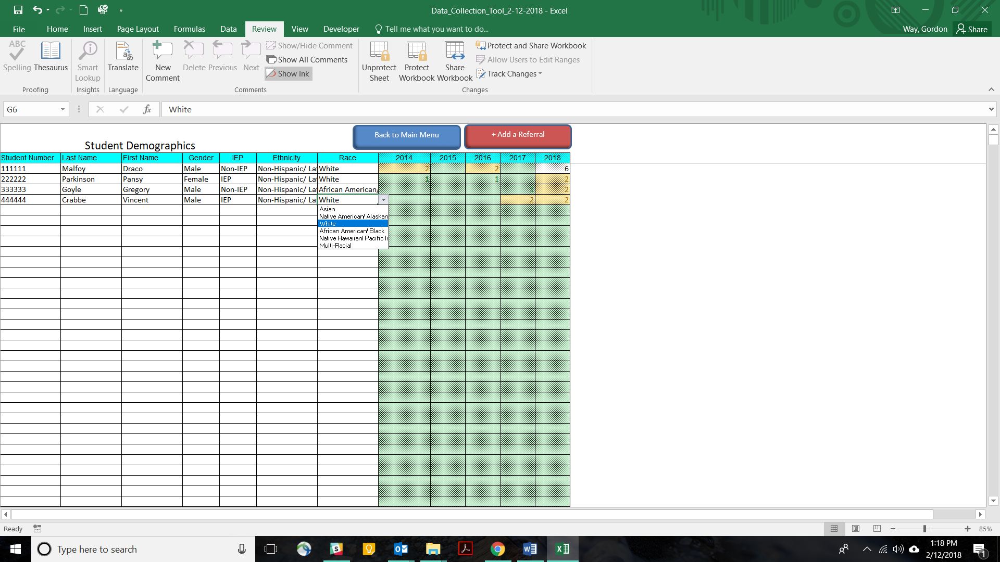 Data_Collection_Tool_2-12-2018 - Excel
File Home Insert Page Layout Formulas Data Review View Developer Tell me what you want to do... Way, Gordon Share
ABC
Spelling Thesaurus
Proofing
Smart Lookup
Insights
Translate
Language
New Comment
Delete Previous Next
Show/Hide Comment
Show All Comments
Show Ink
Comments
Unprotect Sheet
Protect Workbook
Share Workbook
Protect and Share Workbook
Allow Users to Edit Ranges
Track Changes
Changes
G6 fx White
Back to Main Menu + Add a Referral
Student Demographics
Student Number Last Name First Name Gender IEP Ethnicity Race 2014 2015 2016 2017 2018
111111 Malfoy Draco Male Non-IEP Non-Hispanic/ Lat White 2 2 6
222222 Parkinson Pansy Female IEP Non-Hispanic/ Lat White 1 1 2
333333 Goyle Gregory Male Non-IEP Non-Hispanic/ Lat African American/ 1 2
444444 Crabbe Vincent Male IEP Non-Hispanic/ Lat White 2 2
Asian
Native American/ Alaskan
White
African American/ Black
Native Hawaiian/ Pacific Is
Multi-Racial
Ready 85%
Type here to search
1:18 PM
2/12/2018
1